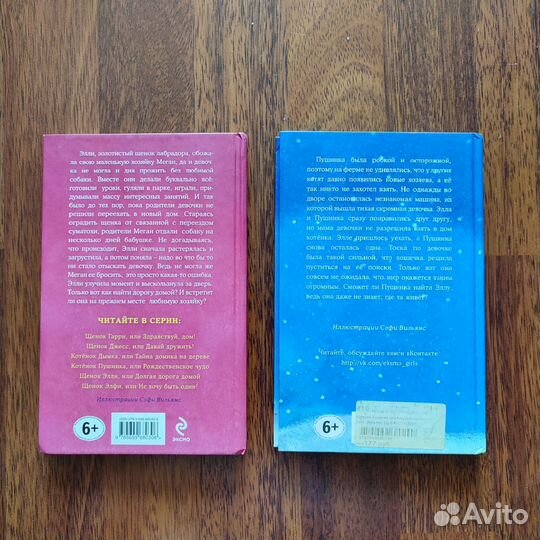 Элли, золотистый щенок лабрадора, обожа-
ла свою маленькую хозяйку Меган, да и девоч-
ка не могла и дня прожить без любимой
собаки. Вместе они делали буквально всё:
готовили уроки, гуляли в парке, играли, при-
думывали массу интересных занятий. И так
было до тех пор, пока родители девочки не
решили переехать в новый дом. Стараясь
оградить щенка от связанной с переездом
суматохи, родители Меган отдали собаку на
несколько дней бабушке. Не догадываясь,
что происходит, Элли сначала растерялась и
загрустила, а потом поняла – надо во что бы то
ни стало отыскать девочку. Ведь не могла же
Меган ее бросить, это просто какая-то ошибка.
Элли улучила момент и выскользнула за дверь.
Только вот как найти дорогу домой? И встретит
ли она на прежнем месте любимую хозяйку?
ЧИТАЙТЕ В СЕРИИ:
Щенок Гарри, или Здравствуй, дом!
Щенок Джесс, или Давай дружить!
Котёнок Дымка, или Тайна домика на дереве
Котёнок Пушинка, или Рождественское чудо
Щенок Элли, или Долгая дорога домой
Щенок Элфи, или Не хочу быть один!
Иллюстрации Софи Вильямс
6+
эксмо
Пушинка была робкой и осторожной,
поэтому на ферме не удивлялись, что у других
котят давно появились новые хозяева, а её
так никто не захотел взять. Но однажды во
дворе остановилась незнакомая машина, из
которой вышла тихая скромная девочка. Элла
и Пушинка сразу понравились друг другу,
но мама девочки не разрешила взять в дом
котёнка. Элле пришлось уехать, а Пушинка
снова осталась одна. Тоска по девочке
была такой сильной, что кошечка решила
пуститься на её поиски. Только вот она
совсем не ожидала, что мир окажется таким
огромным. Сможет ли Пушинка найти Эллу,
ведь она даже не знает, где та живёт?
Иллюстрации Софи Вильямс
Читайте, обсуждайте книги вКонтакте
http://vk.com/eksmo_girls
6+
Avito